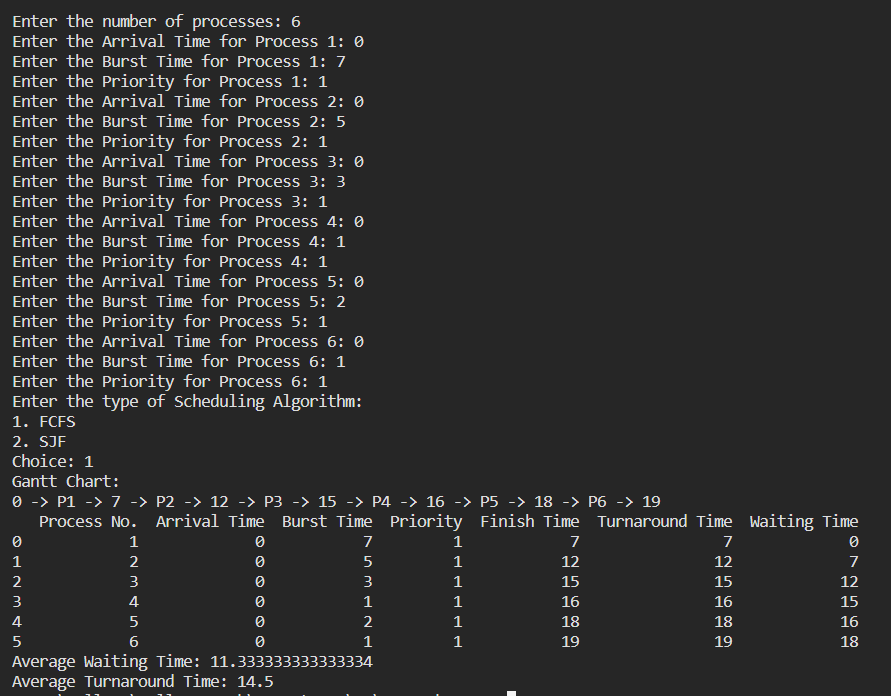 Enter the number of processes: 6
Enter the Arrival Time for Process 1: 0
Enter the Burst Time for Process 1: 7
Enter the Priority for Process 1: 1
Enter the Arrival Time for Process 2: 0
Enter the Burst Time for Process 2: 5
Enter the Priority for Process 2: 1
Enter the Arrival Time for Process 3: 0
Enter the Burst Time for Process 3: 3
Enter the Priority for Process 3: 1
Enter the Arrival Time for Process 4: 0
Enter the Burst Time for Process 4: 1
Enter the Priority for Process 4: 1
Enter the Arrival Time for Process 5: 0
Enter the Burst Time for Process 5: 2
Enter the Priority for Process 5: 1
Enter the Arrival Time for Process 6: 0
Enter the Burst Time for Process 6: 1
Enter the Priority for Process 6: 1
Enter the type of Scheduling Algorithm:
1. FCFS
2. SJF
Choice: 1
Gantt Chart:
0 -> P1 -> 7 -> P2 -> 12 -> P3 -> 15 -> P4 -> 16 -> P5 -> 18 -> P6 -> 19
   Process No.  Arrival Time  Burst Time  Priority  Finish Time  Turnaround Time  Waiting Time
0            1             0           7         1            7                7             0
1            2             0           5         1           12               12             7
2            3             0           3         1           15               15            12
3            4             0           1         1           16               16            15
4            5             0           2         1           18               18            16
5            6             0           1         1           19               19            18
Average Waiting Time: 11.333333333333334
Average Turnaround Time: 14.5